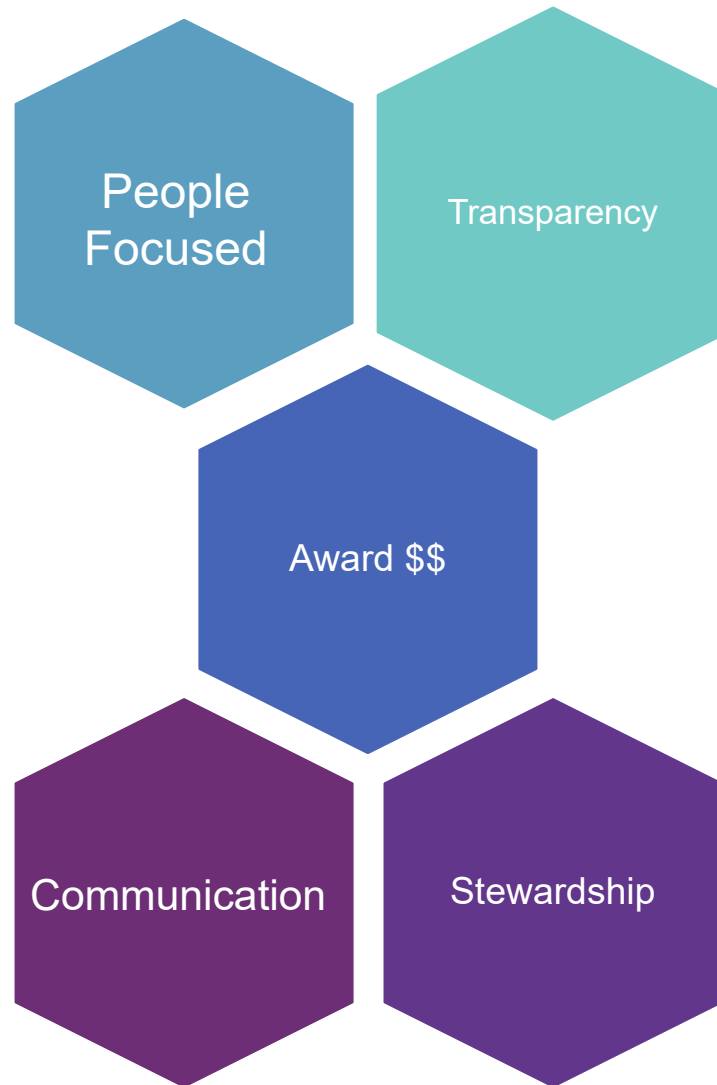 People
Focused
Transparency
Award $$
Communication
Stewardship